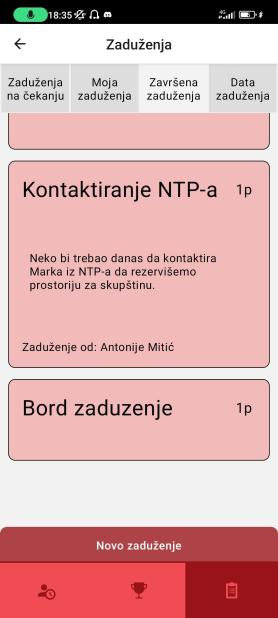 18:35
4G
Zaduženja
Zaduženja
na čekanju
Moja
zaduženja
Završena
zaduženja
Data
zaduženja
Kontaktiranje NTP-a 1p
Neko bi trebao danas da kontaktira
Marka iz NTP-a da rezervišemo
prostoriju za skupštinu.
Zaduženje od: Antonije Mitić
Bord zaduzenje 1p
Novo zaduženje